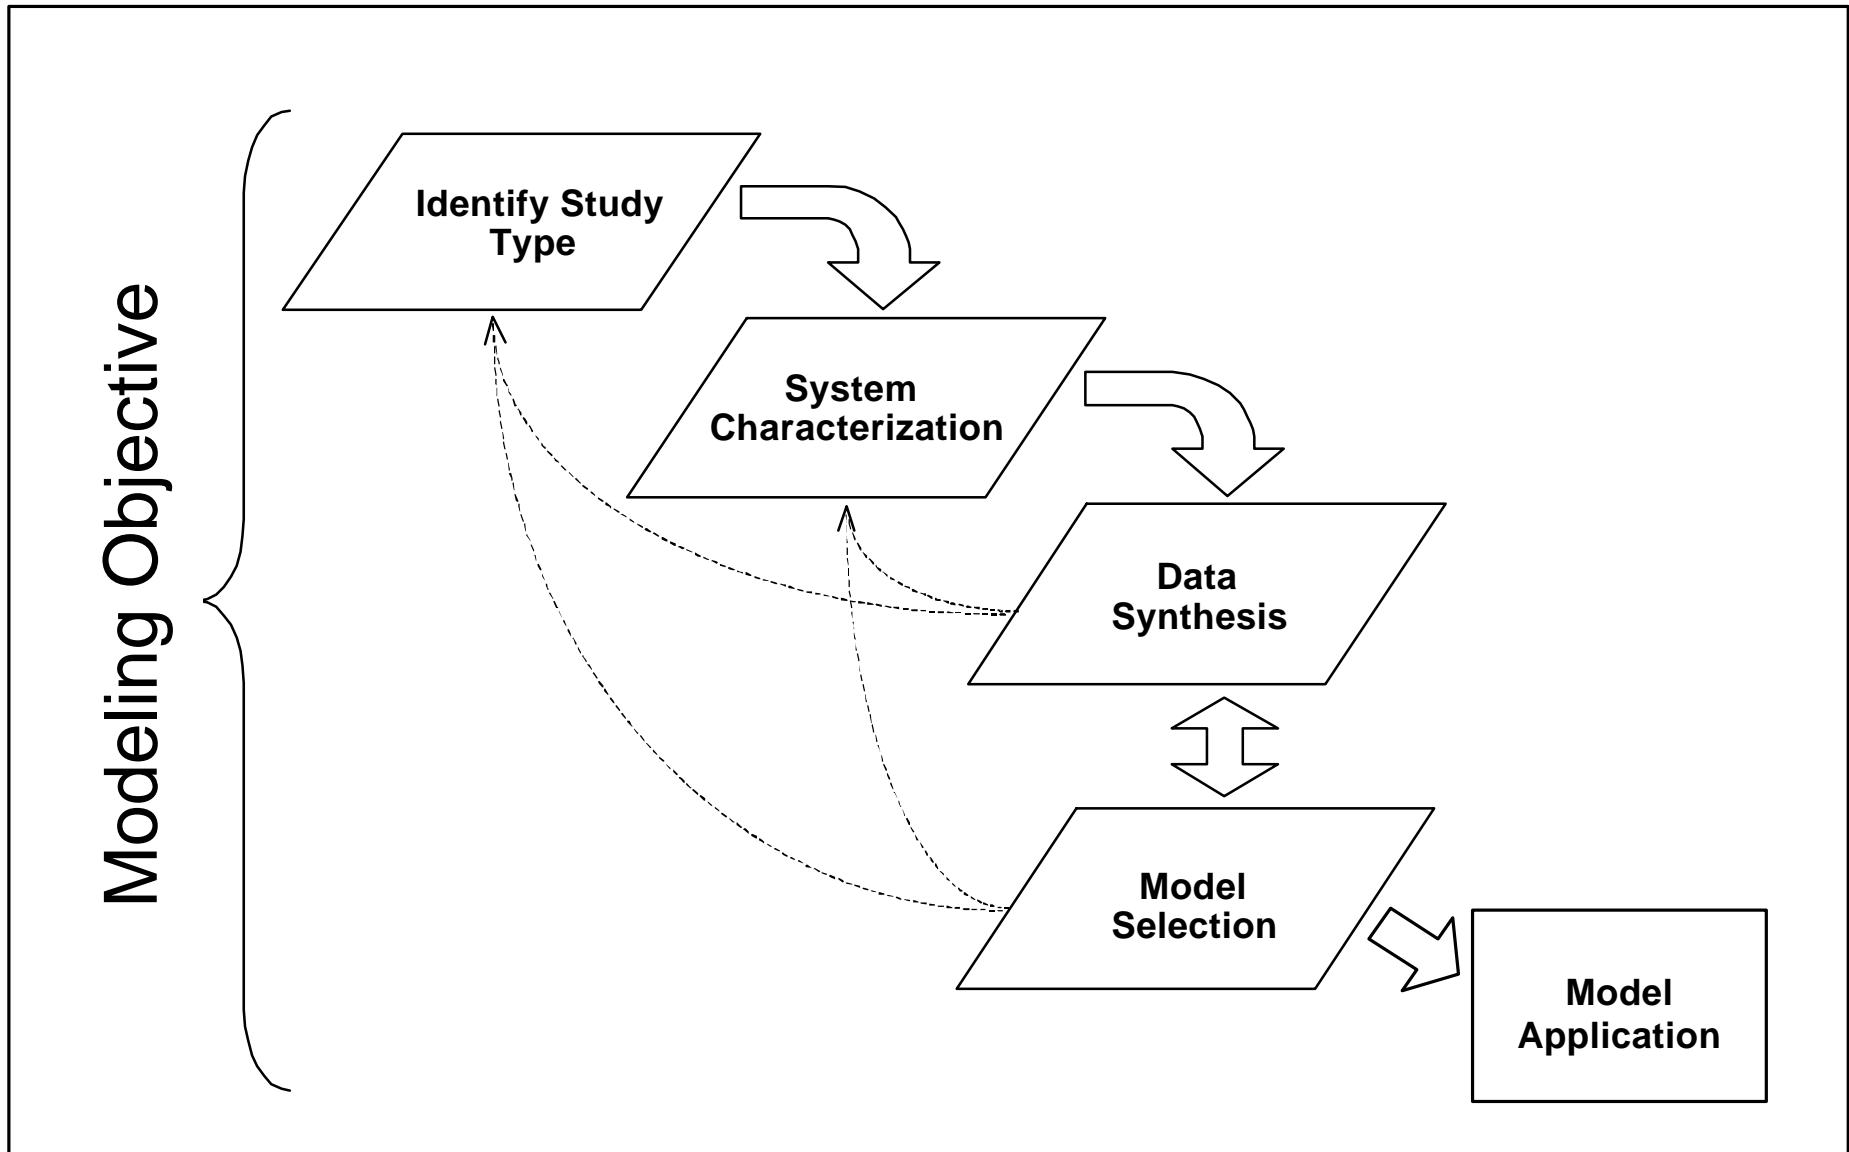 Modeling Objective
Identify Study
Type
System
Characterization
Data
Synthesis
Model
Selection
Model
Application